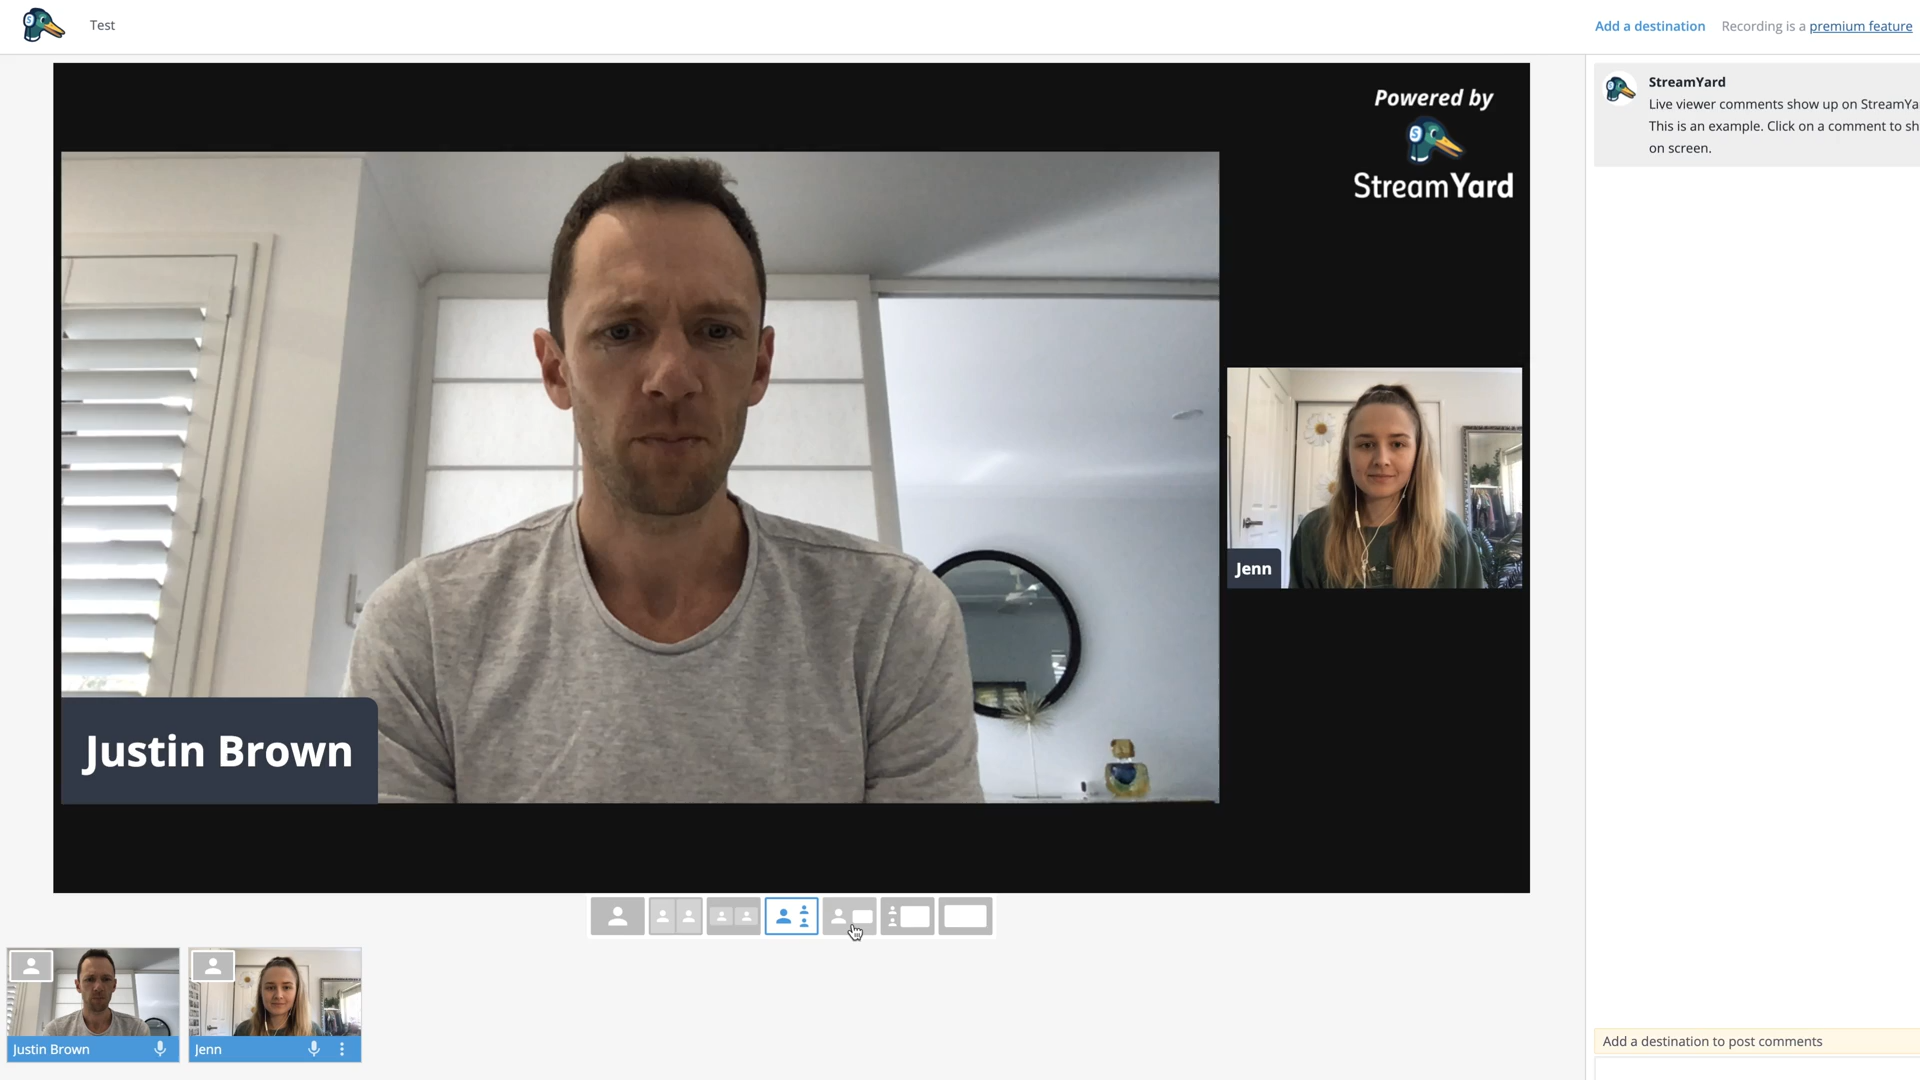 Test
Add a destination
Recording is a premium feature
Powered by
StreamYard
StreamYard
Live viewer comments show up on StreamYa
This is an example. Click on a comment to sh
on screen.
Jenn
Justin Brown
Justin Brown
Jenn
Add a destination to post comments